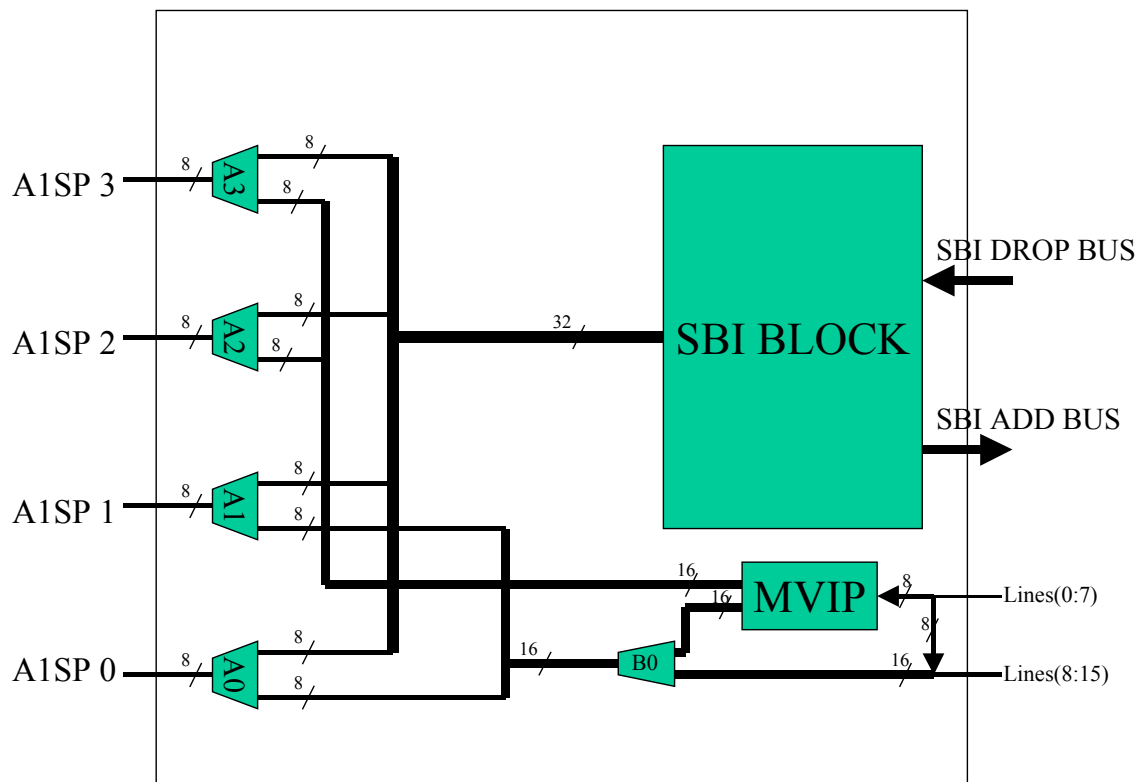 8
8
A1SP 3
A3
8
SBI DROP BUS
8
8
A1SP 2
A2
8
32
SBI BLOCK
SBI ADD BUS
8
8
A1SP 1
A1
8
16
MVIP
8
Lines(0:7)
16
8
8
8
A1SP 0
A0
8
16
B0
16
Lines(8:15)